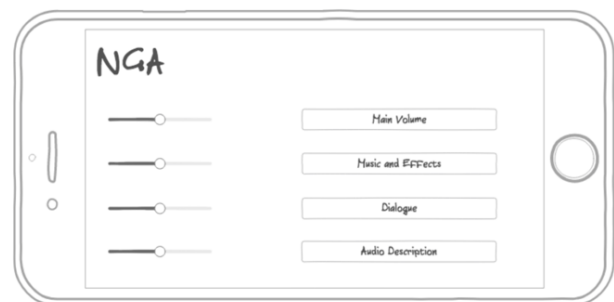 NGA
Main Volume
Music and Effects
Dialogue
Audio Description